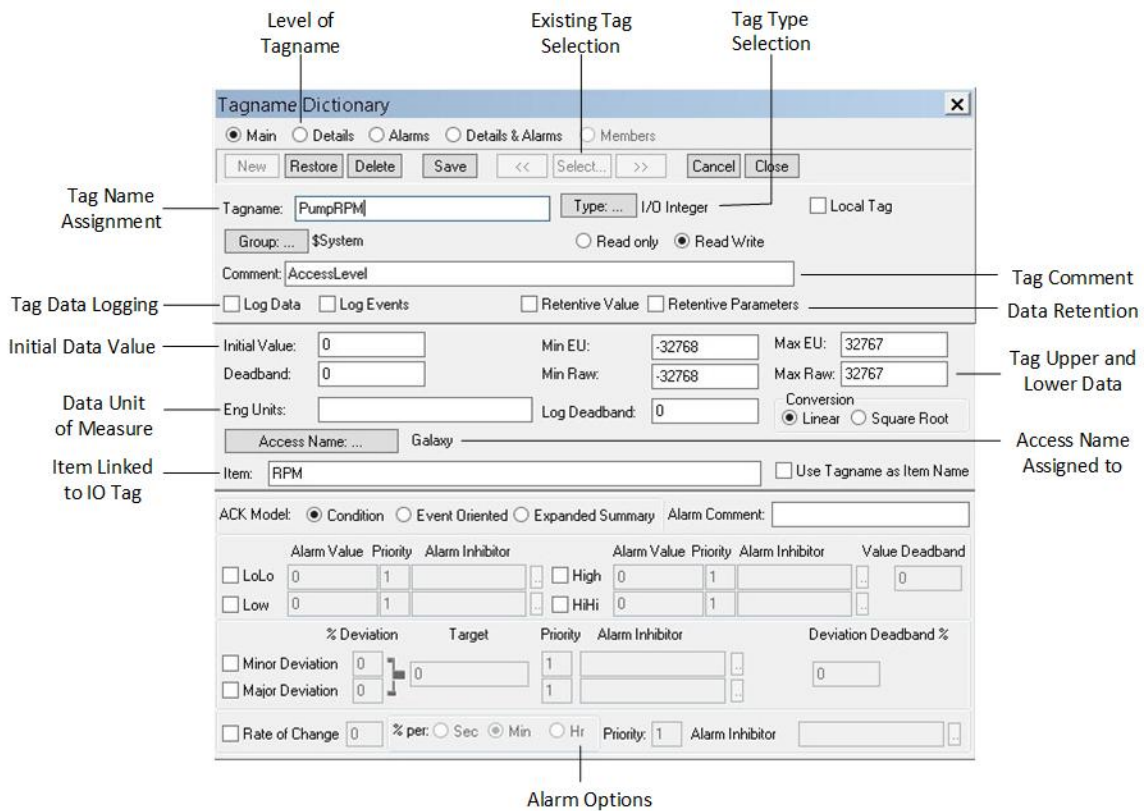 Level of
Tagname
Existing Tag
Selection
Tag Type
Selection
Tagname Dictionary
Main Details Alarms Details & Alarms Members
New Restore Delete Save << Select... >> Cancel Close
Tag Name
Assignment
Tagname: PumpRPM Type: ... I/O Integer Local Tag
Group: ... $System Read only Read Write
Comment: AccessLevel
Tag Comment
Tag Data Logging
Log Data Log Events Retentive Value Retentive Parameters
Data Retention
Initial Data Value
Initial Value: 0 Min EU: -32768 Max EU: 32767
Deadband: 0 Min Raw: -32768 Max Raw: 32767
Tag Upper and
Lower Data
Data Unit
of Measure
Eng Units: Log Deadband: 0
Conversion
Linear Square Root
Access Name: ... Galaxy
Access Name
Assigned to
Item Linked
to IO Tag
Item: RPM Use Tagname as Item Name
ACK Model: Condition Event Oriented Expanded Summary Alarm Comment:
Alarm Value Priority Alarm Inhibitor Alarm Value Priority Alarm Inhibitor Value Deadband
LoLo 0 1 .. High 0 1 .. 0
Low 0 1 .. HiHi 0 1 ..
% Deviation Target Priority Alarm Inhibitor Deviation Deadband %
Minor Deviation 0 0 1 .. 0
Major Deviation 0 1 ..
Rate of Change 0 % per: Sec Min Hr Priority: 1 Alarm Inhibitor ..
Alarm Options